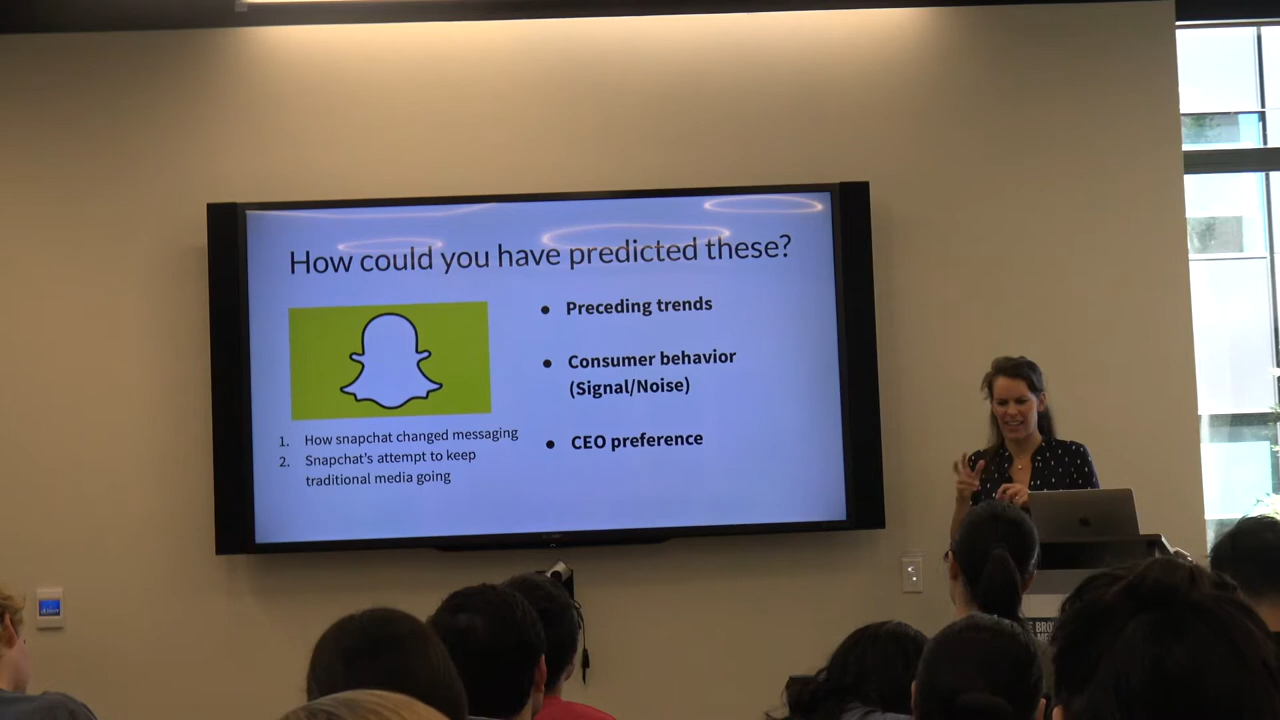 How could you have predicted these?
● Preceding trends
● Consumer behavior
(Signal/Noise)
● CEO preference
1. How snapchat changed messaging
2. Snapchat's attempt to keep
traditional media going